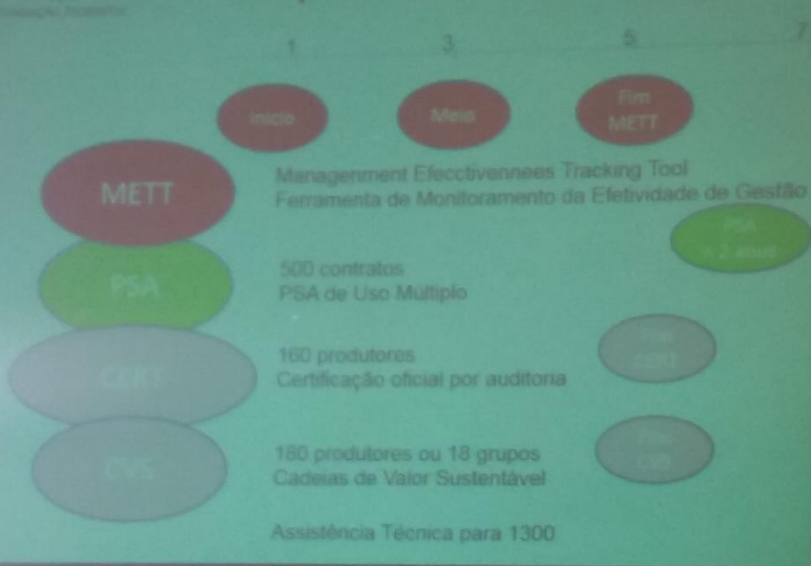 1 3 5 7
Inicio
Meio
Fim
METT
METT
Managenment Efecctivennees Tracking Tool
Ferramenta de Monitoramento da Efetividade de Gestão
PSA
+ 2 anos
PSA
500 contratos
PSA de Uso Múltiplo
CERT
160 produtores
Certificação oficial por auditoria
CERT
CVS
180 produtores ou 18 grupos
Cadeias de Valor Sustentável
CVS
Assistência Técnica para 1300